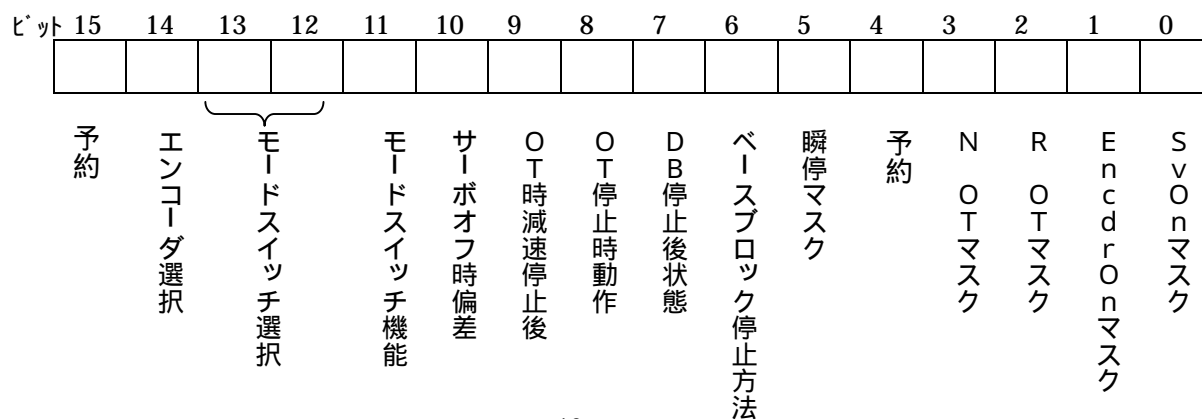 ビット 15 14 13 12 11 10 9 8 7 6 5 4 3 2 1 0
予約
エンコーダ選択
モードスイッチ選択
モードスイッチ機能
サーボオフ時偏差
OT時減速停止後
OT停止時動作
DB停止後状態
ベースブロック停止方法
瞬停マスク
予約
N OTマスク
R OTマスク
EncdrOnマスク
SvOnマスク